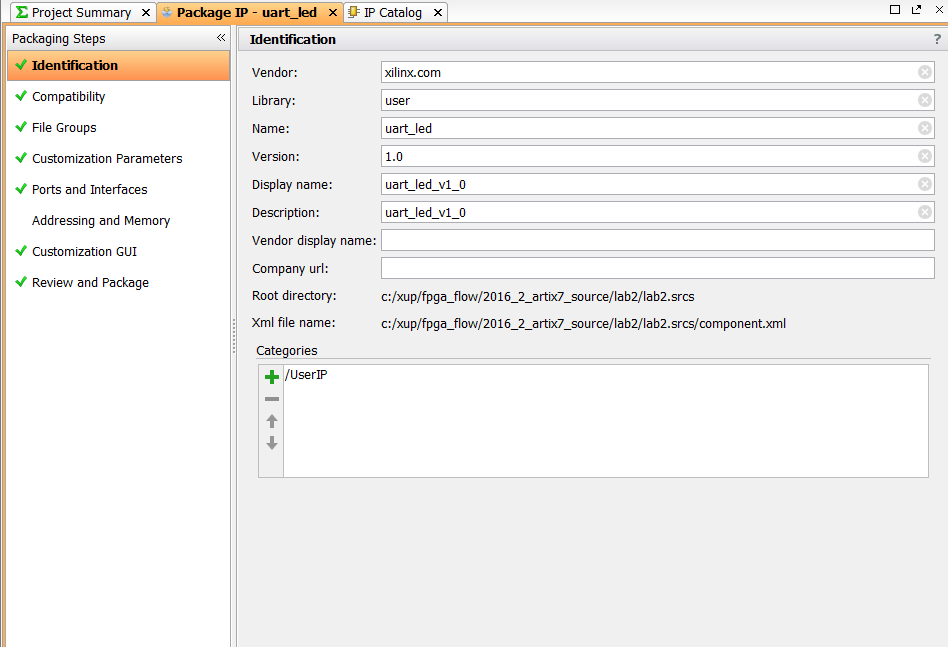 Project Summary
Package IP - uart_led
IP Catalog
Packaging Steps
Identification
Compatibility
File Groups
Customization Parameters
Ports and Interfaces
Addressing and Memory
Customization GUI
Review and Package
Identification
?
Vendor: xilinx.com
Library: user
Name: uart_led
Version: 1.0
Display name: uart_led_v1_0
Description: uart_led_v1_0
Vendor display name:
Company url:
Root directory: c:/xup/fpga_flow/2016_2_artix7_source/lab2/lab2.srcs
Xml file name: c:/xup/fpga_flow/2016_2_artix7_source/lab2/lab2.srcs/component.xml
Categories
/UserIP